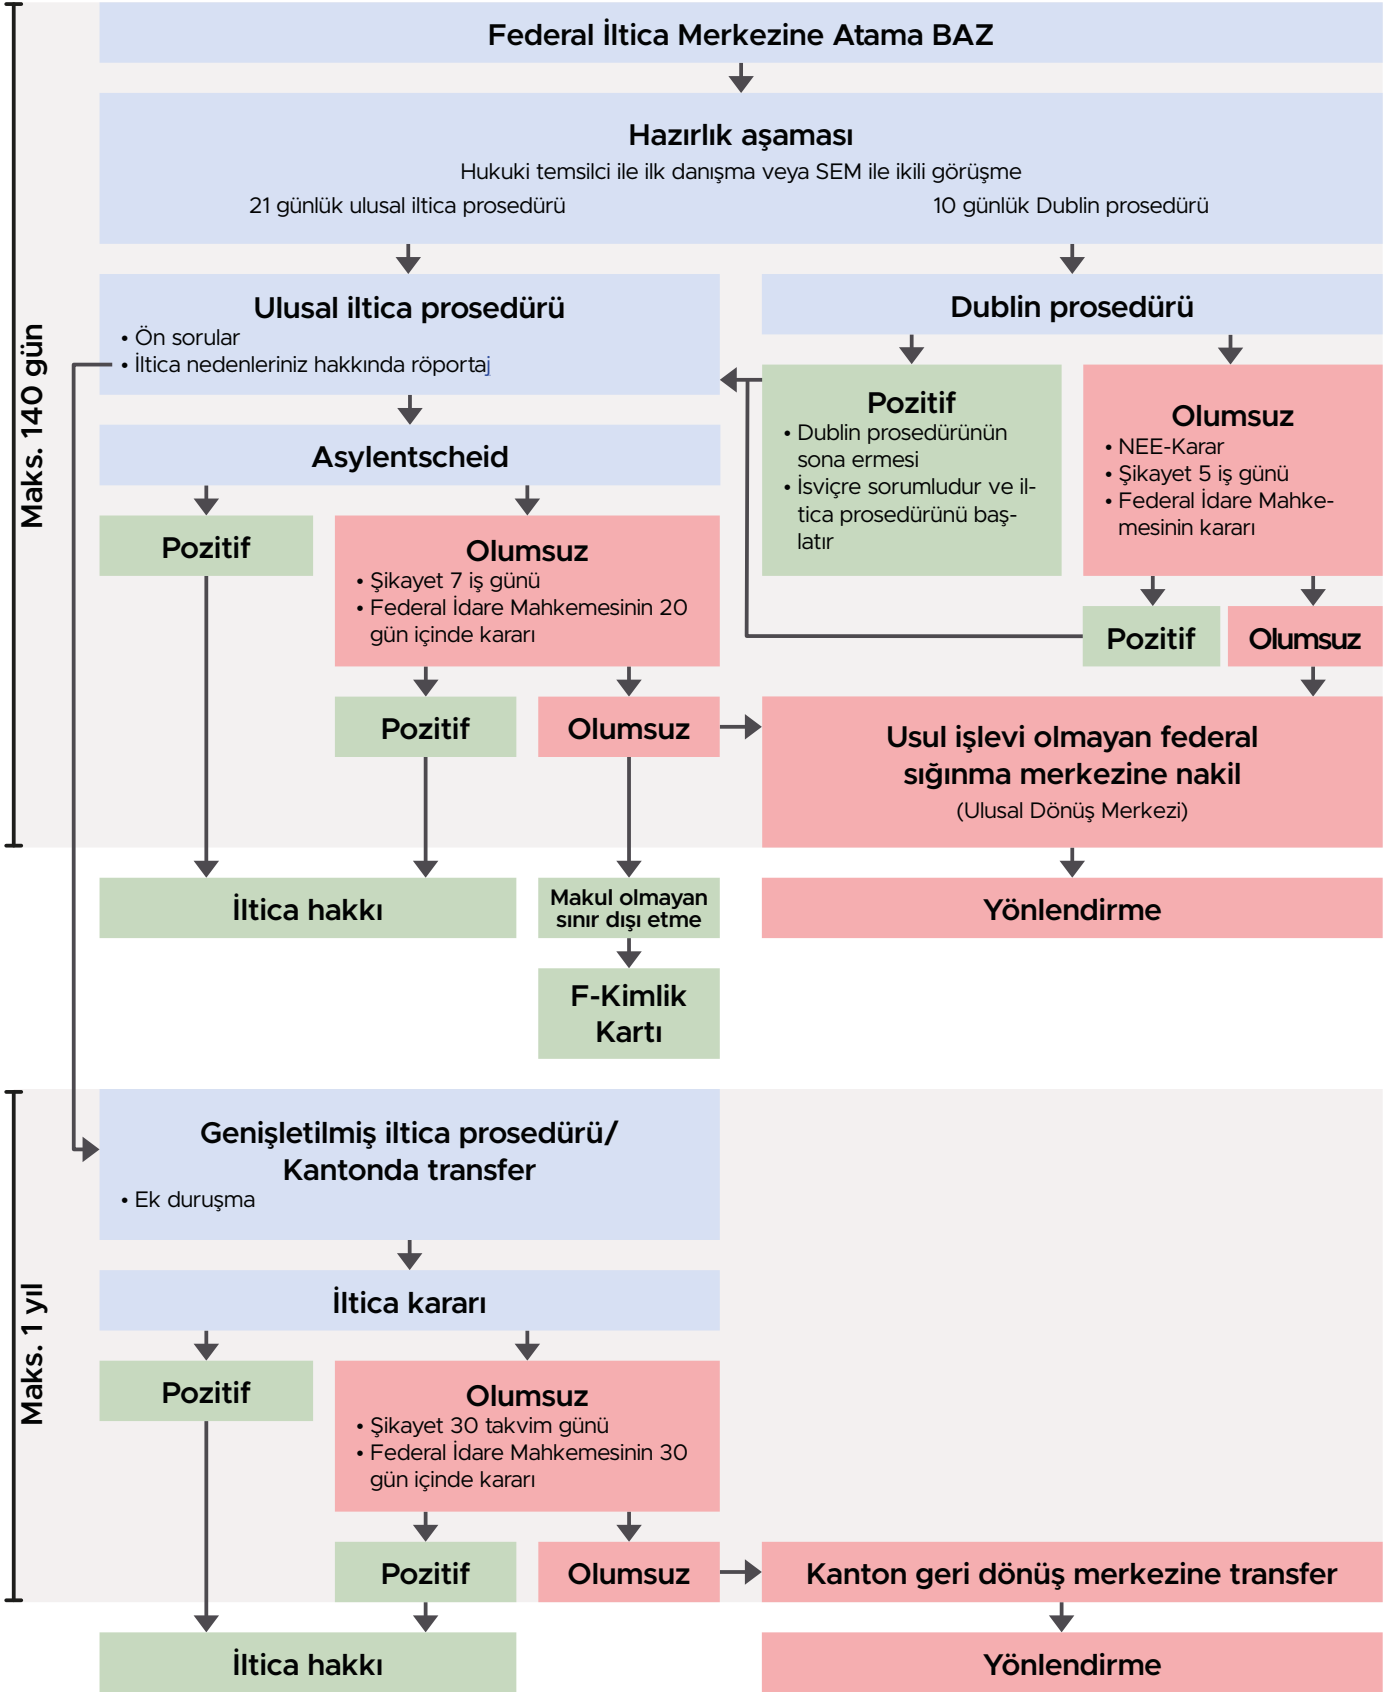 Federal İltica Merkezine Atama BAZ
Hazırlık aşaması
Hukuki temsilci ile ilk danışma veya SEM ile ikili görüşme
21 günlük ulusal iltica prosedürü
10 günlük Dublin prosedürü
Maks. 140 gün
Ulusal iltica prosedürü
• Ön sorular
• İltica nedenleriniz hakkında röportaj
Dublin prosedürü
Pozitif
• Dublin prosedürünün
sona ermesi
• İsviçre sorumludur ve il-
tica prosedürünü baş-
latır
Olumsuz
• NEE-Karar
• Şikayet 5 iş günü
• Federal İdare Mahke-
mesinin kararı
Asylentscheid
Pozitif
Olumsuz
• Şikayet 7 iş günü
• Federal İdare Mahkemesinin 20
gün içinde kararı
Pozitif
Olumsuz
Pozitif
Olumsuz
Usul işlevi olmayan federal
sığınma merkezine nakil
(Ulusal Dönüş Merkezi)
İltica hakkı
Makul olmayan
sınır dışı etme
Yönlendirme
F-Kimlik
Kartı
Maks. 1 yıl
Genişletilmiş iltica prosedürü/
Kantonda transfer
• Ek duruşma
İltica kararı
Pozitif
Olumsuz
• Şikayet 30 takvim günü
• Federal İdare Mahkemesinin 30
gün içinde kararı
Pozitif
Olumsuz
Kanton geri dönüş merkezine transfer
İltica hakkı
Yönlendirme